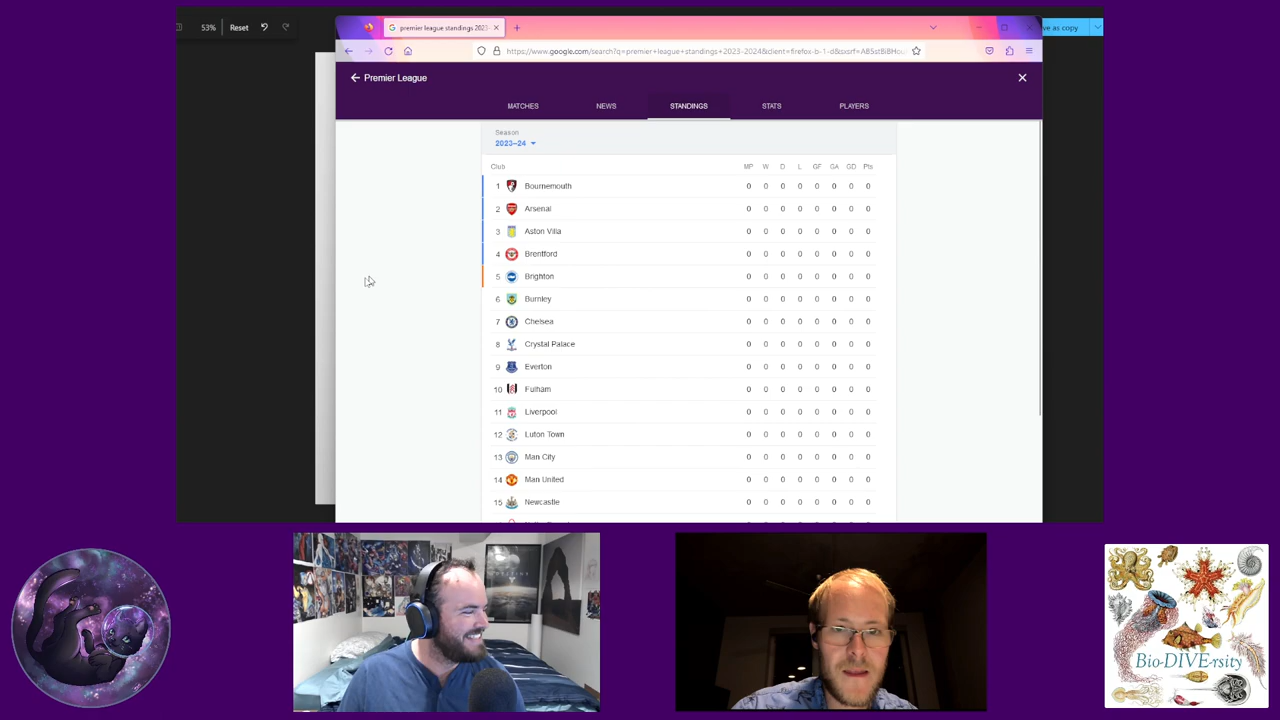 53% Reset
premier league standings 2023-
ve as copy
https://www.google.com/search?q=premier+league+standings+2023-2024&client=firefox-b-1-d&sxsrf=
Premier League
MATCHES NEWS STANDINGS STATS PLAYERS
Season
2023–24
Club MP W D L GF GA GD Pts
1 Bournemouth 0 0 0 0 0 0 0 0
2 Arsenal 0 0 0 0 0 0 0 0
3 Aston Villa 0 0 0 0 0 0 0 0
4 Brentford 0 0 0 0 0 0 0 0
5 Brighton 0 0 0 0 0 0 0 0
6 Burnley 0 0 0 0 0 0 0 0
7 Chelsea 0 0 0 0 0 0 0 0
8 Crystal Palace 0 0 0 0 0 0 0 0
9 Everton 0 0 0 0 0 0 0 0
10 Fulham 0 0 0 0 0 0 0 0
11 Liverpool 0 0 0 0 0 0 0 0
12 Luton Town 0 0 0 0 0 0 0 0
13 Man City 0 0 0 0 0 0 0 0
14 Man United 0 0 0 0 0 0 0 0
15 Newcastle 0 0 0 0 0 0 0 0
Bio-DIVE-rsity